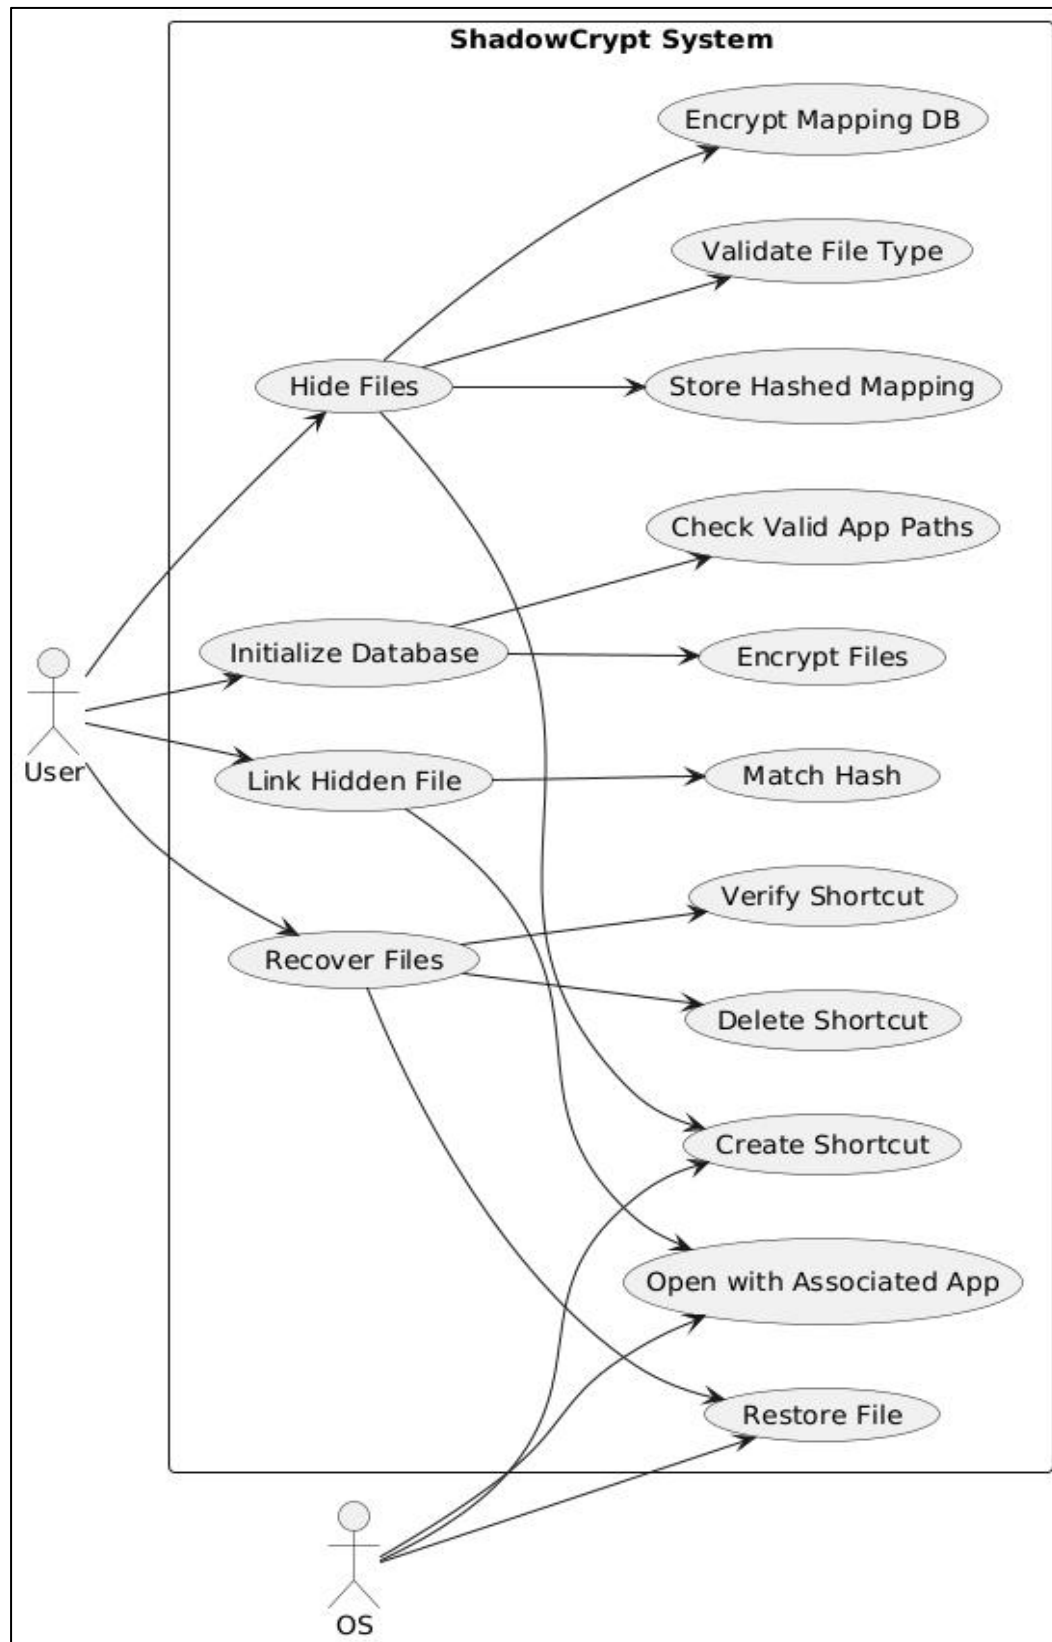 ShadowCrypt System
Encrypt Mapping DB
Validate File Type
Hide Files
Store Hashed Mapping
Check Valid App Paths
Initialize Database
Encrypt Files
User
Link Hidden File
Match Hash
Verify Shortcut
Recover Files
Delete Shortcut
Create Shortcut
Open with Associated App
Restore File
OS